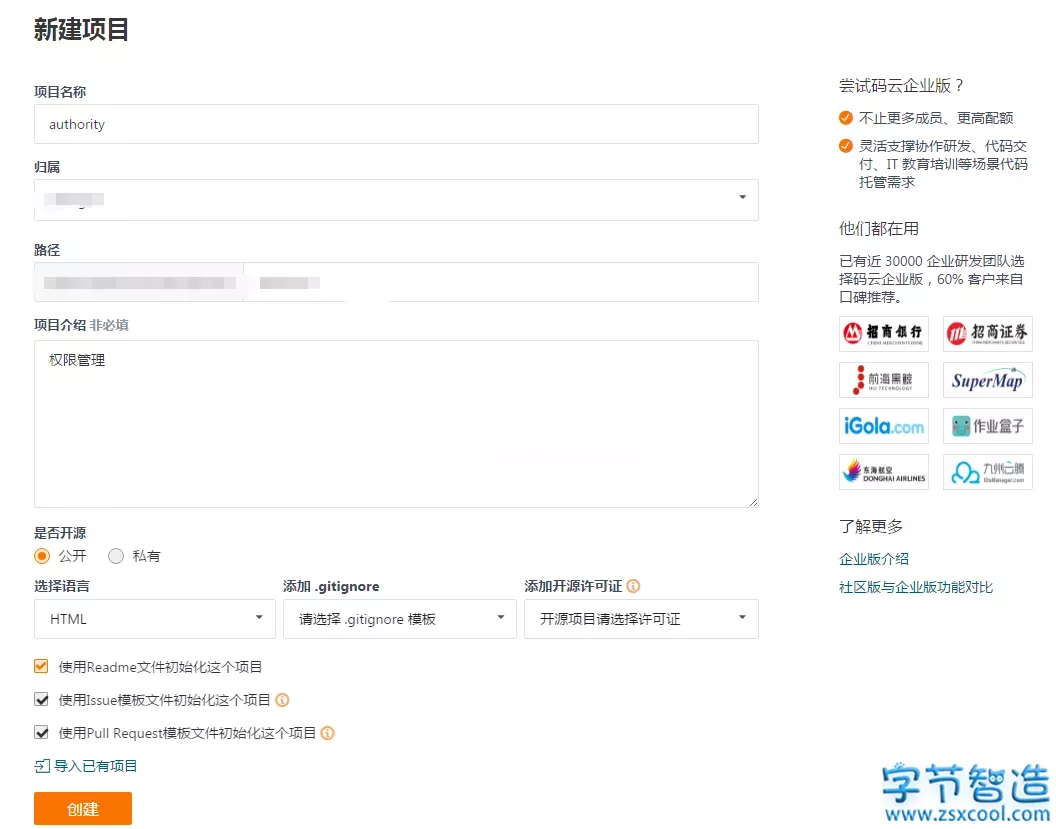 新建项目
项目名称
authority
归属
路径
项目介绍 非必填
权限管理
是否开源
公开 私有
选择语言 添加 .gitignore 添加开源许可证
HTML 请选择 .gitignore 模板 开源项目请选择许可证
使用Readme文件初始化这个项目
使用Issue模板文件初始化这个项目
使用Pull Request模板文件初始化这个项目
导入已有项目
创建
尝试码云企业版？
不止更多成员、更高配额
灵活支撑协作研发、代码交
付、IT 教育培训等场景代码
托管需求
他们都在用
已有近 30000 企业研发团队选
择码云企业版，60% 客户来自
口碑推荐。
招商银行
CHINA MERCHANTS BANK
招商证券
CHINA MERCHANTS SECURITIES
前海黑鲸
HIJ TECHNOLOGY
SuperMap
iGola.com
作业盒子
东海航空
DONGHAI AIRLINES
九州云腾
IDsManager.com
了解更多
企业版介绍
社区版与企业版功能对比
字节智造
www.zsxcool.com